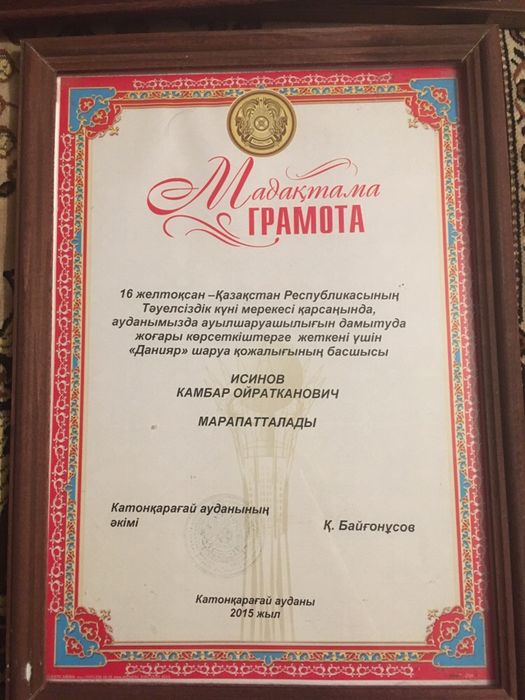 Мадақтама
ГРАМОТА
16 желтоқсан –Қазақстан Республикасының
Тәуелсіздік күні мерекесі қарсаңында,
ауданымызда ауылшаруашылығын дамытуда
жоғары көрсеткіштерге жеткені үшін
«Данияр» шаруа қожалығының басшысы
ИСИНОВ
КАМБАР ОЙРАТКАНОВИЧ
МАРАПАТТАЛАДЫ
Катонқарағай ауданының
әкімі
Қ. Байғонұсов
Катонқарағай ауданы
2015 жыл